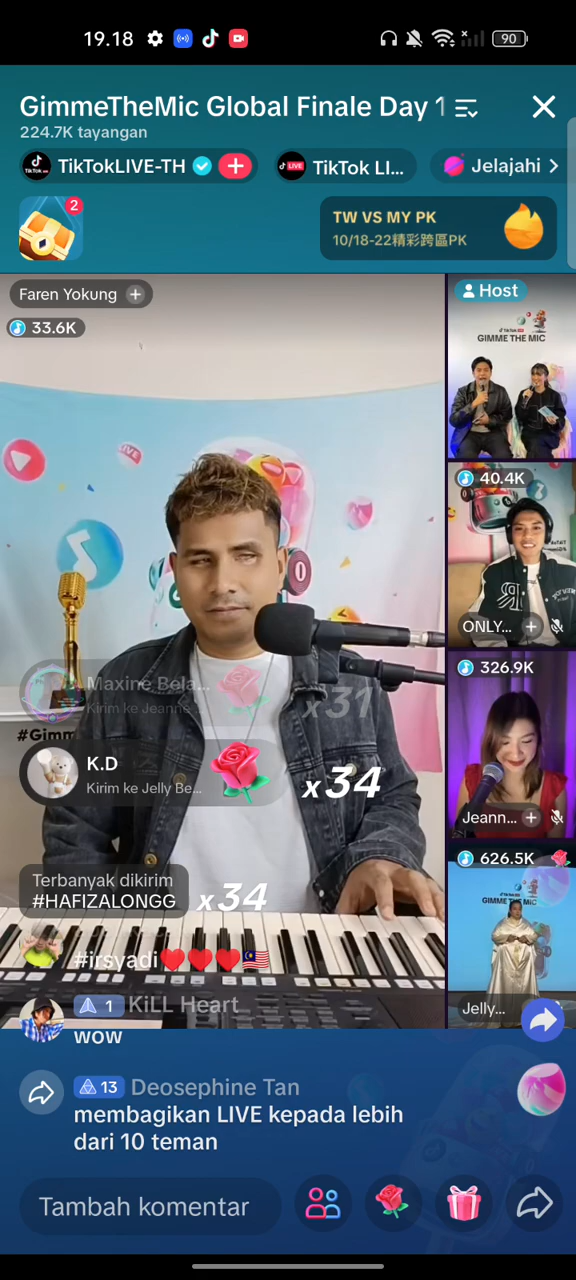 19.18
90
GimmeTheMic Global Finale Day 1
224.7K tayangan
TikTokLIVE-TH
TikTok LI...
Jelajahi
2
TW VS MY PK
10/18-22精彩跨區PK
Faren Yokung
33.6K
Host
GIMME THE MIC
40.4K
ONLY...
326.9K
Jeann...
626.5K
GIMME THE MIC
Jelly...
LIVE
#Gimm
Maxine Bela...
Kirim ke Jeanne
x31
K.D
Kirim ke Jelly Be...
x34
Terbanyak dikirim
#HAFIZALONGG
x34
#irsyadi❤️❤️❤️🇲🇾
1 KiLL Heart
WOW
13 Deosephine Tan
membagikan LIVE kepada lebih
dari 10 teman
Tambah komentar